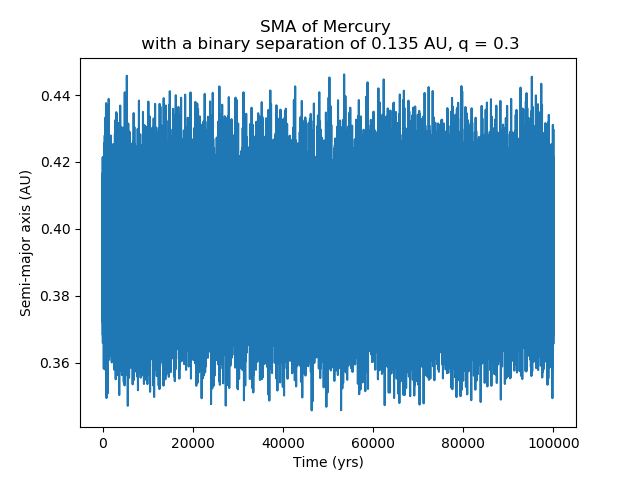 SMA of Mercury
with a binary separation of 0.135 AU, q = 0.3
Semi-major axis (AU)
0.44
0.42
0.40
0.38
0.36
0 20000 40000 60000 80000 100000
Time (yrs)